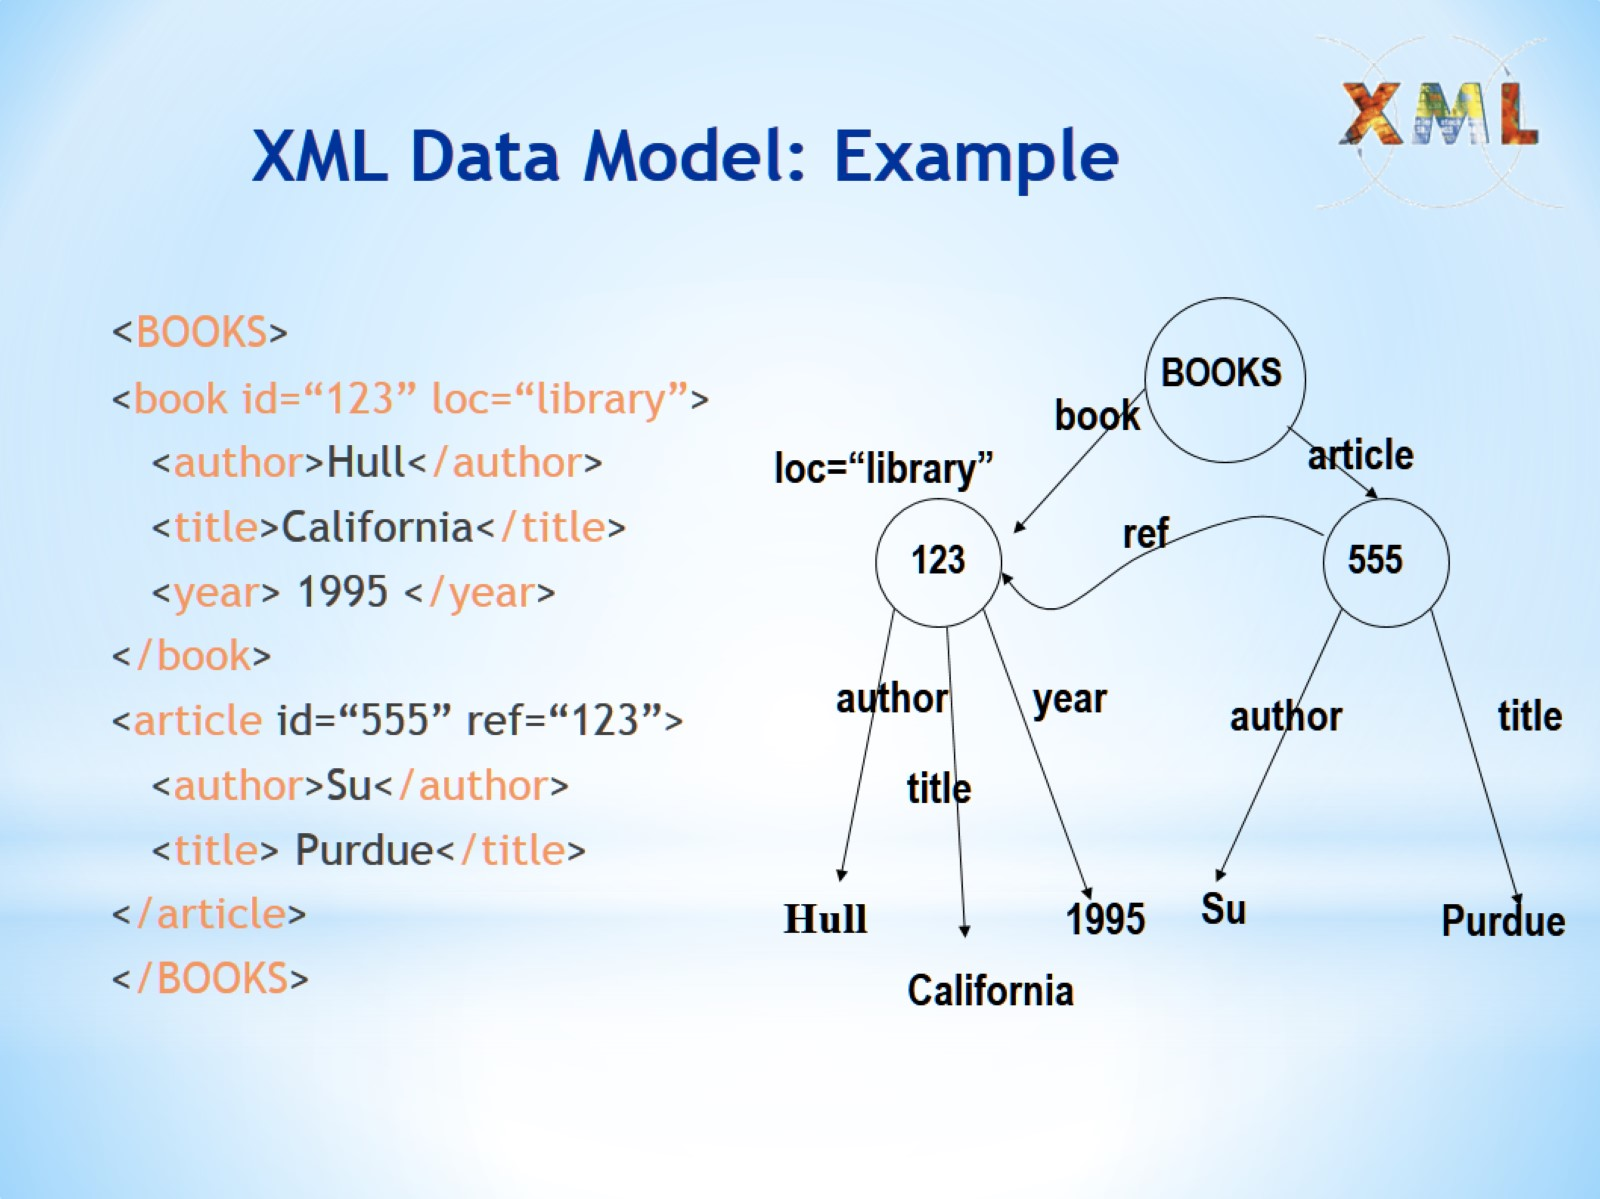 XML
XML Data Model: Example
<BOOKS>
<book id=“123” loc=“library”>
<author>Hull</author>
<title>California</title>
<year> 1995 </year>
</book>
<article id=“555” ref=“123”>
<author>Su</author>
<title> Purdue</title>
</article>
</BOOKS>
BOOKS
book
article
loc=“library”
ref
123
555
author
year
author
title
title
Hull
1995
Su
Purdue
California